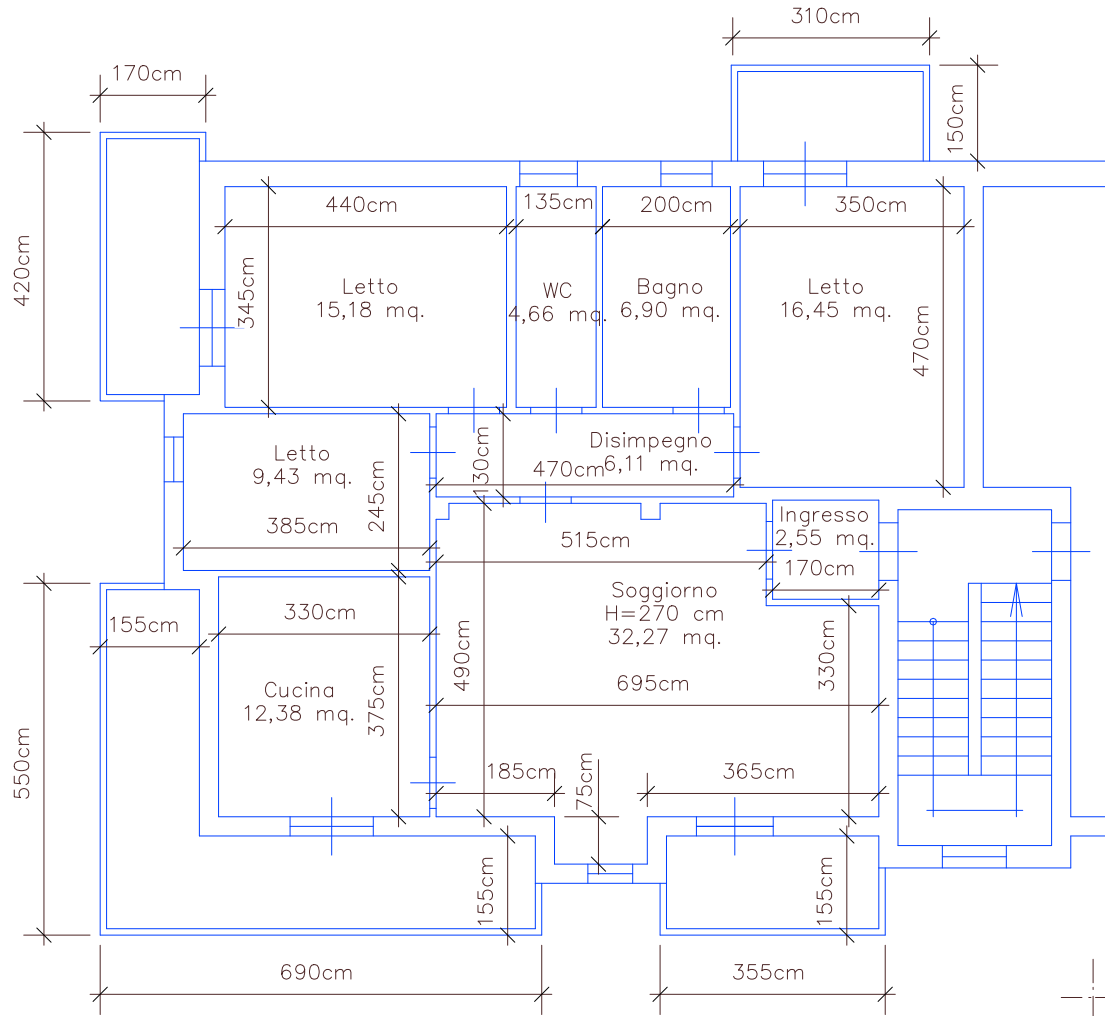 310cm
170cm
150cm
420cm
440cm
135cm
200cm
350cm
345cm
Letto
15,18 mq.
WC
4,66 mq.
Bagno
6,90 mq.
Letto
16,45 mq.
470cm
Letto
9,43 mq.
245cm
130cm
Disimpegno
6,11 mq.
470cm
385cm
515cm
Ingresso
2,55 mq.
170cm
Soggiorno
H=270 cm
32,27 mq.
330cm
155cm
490cm
330cm
695cm
Cucina
12,38 mq.
375cm
550cm
185cm
75cm
365cm
155cm
155cm
690cm
355cm